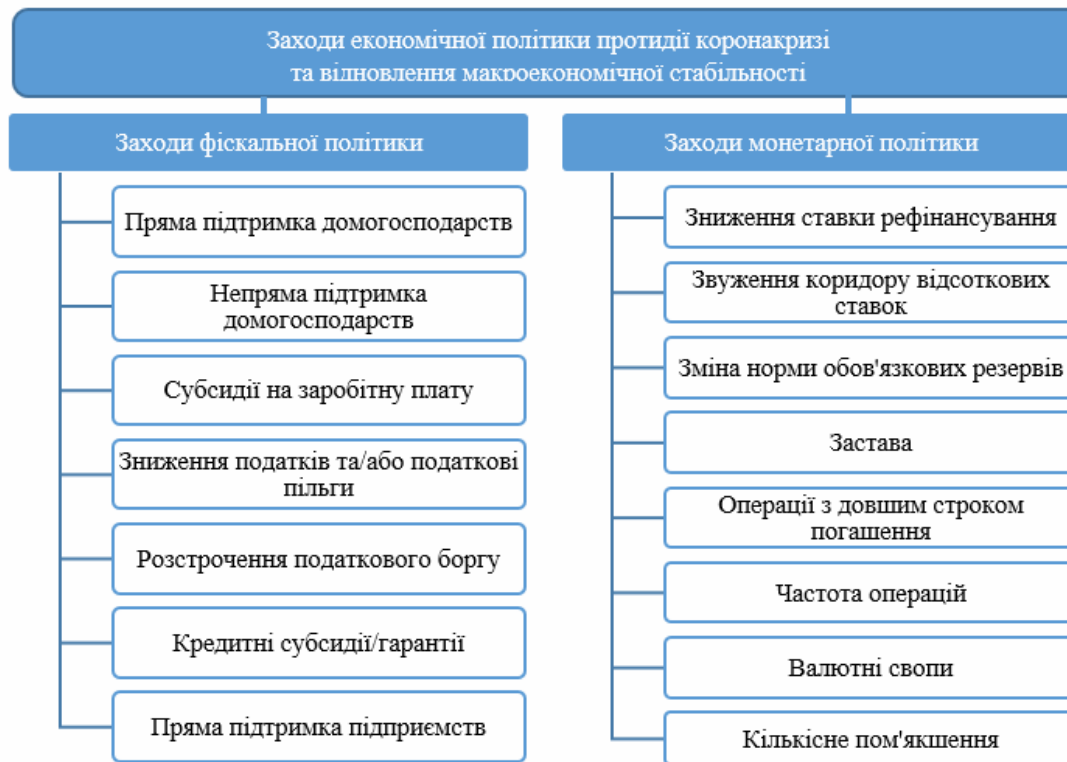 Заходи економічної політики протидії коронакризі
та відновлення макроекономічної стабільності
Заходи фіскальної політики
Пряма підтримка домогосподарств
Непряма підтримка
домогосподарств
Субсидії на заробітну плату
Зниження податків та/або податкові
пільги
Розстрочення податкового боргу
Кредитні субсидії/гарантії
Пряма підтримка підприємств
Заходи монетарної політики
Зниження ставки рефінансування
Звуження коридору відсоткових
ставок
Зміна норми обов'язкових резервів
Застава
Операції з довшим строком
погашення
Частота операцій
Валютні свопи
Кількісне пом'якшення